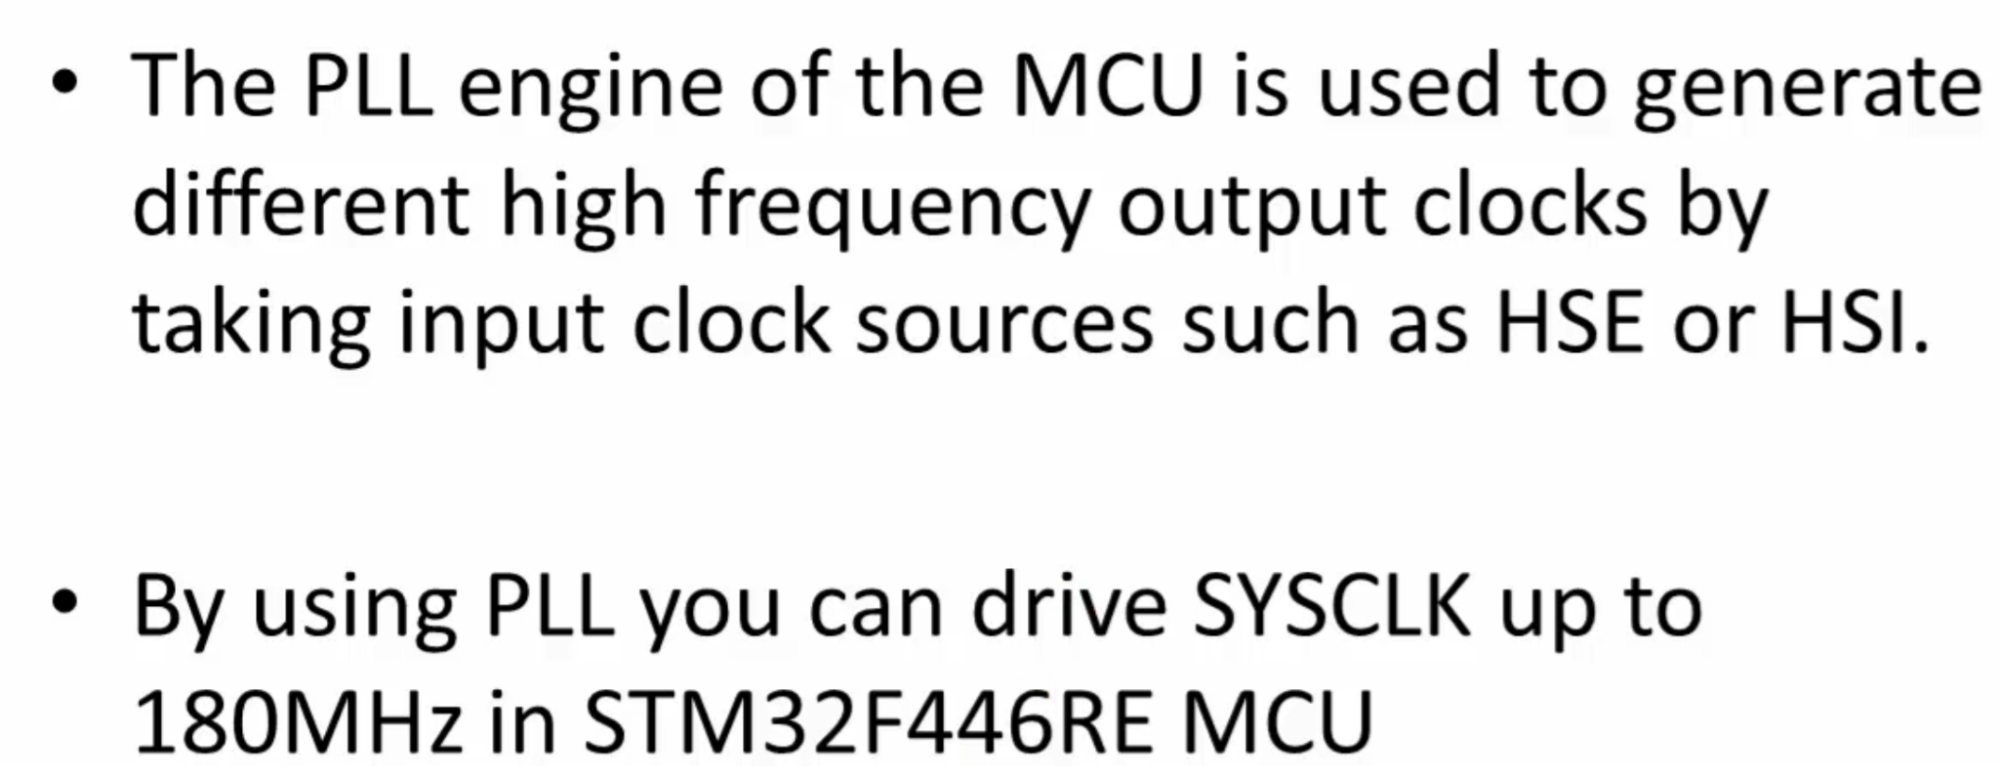 • The PLL engine of the MCU is used to generate
different high frequency output clocks by
taking input clock sources such as HSE or HSI.
• By using PLL you can drive SYSCLK up to
180MHz in STM32F446RE MCU